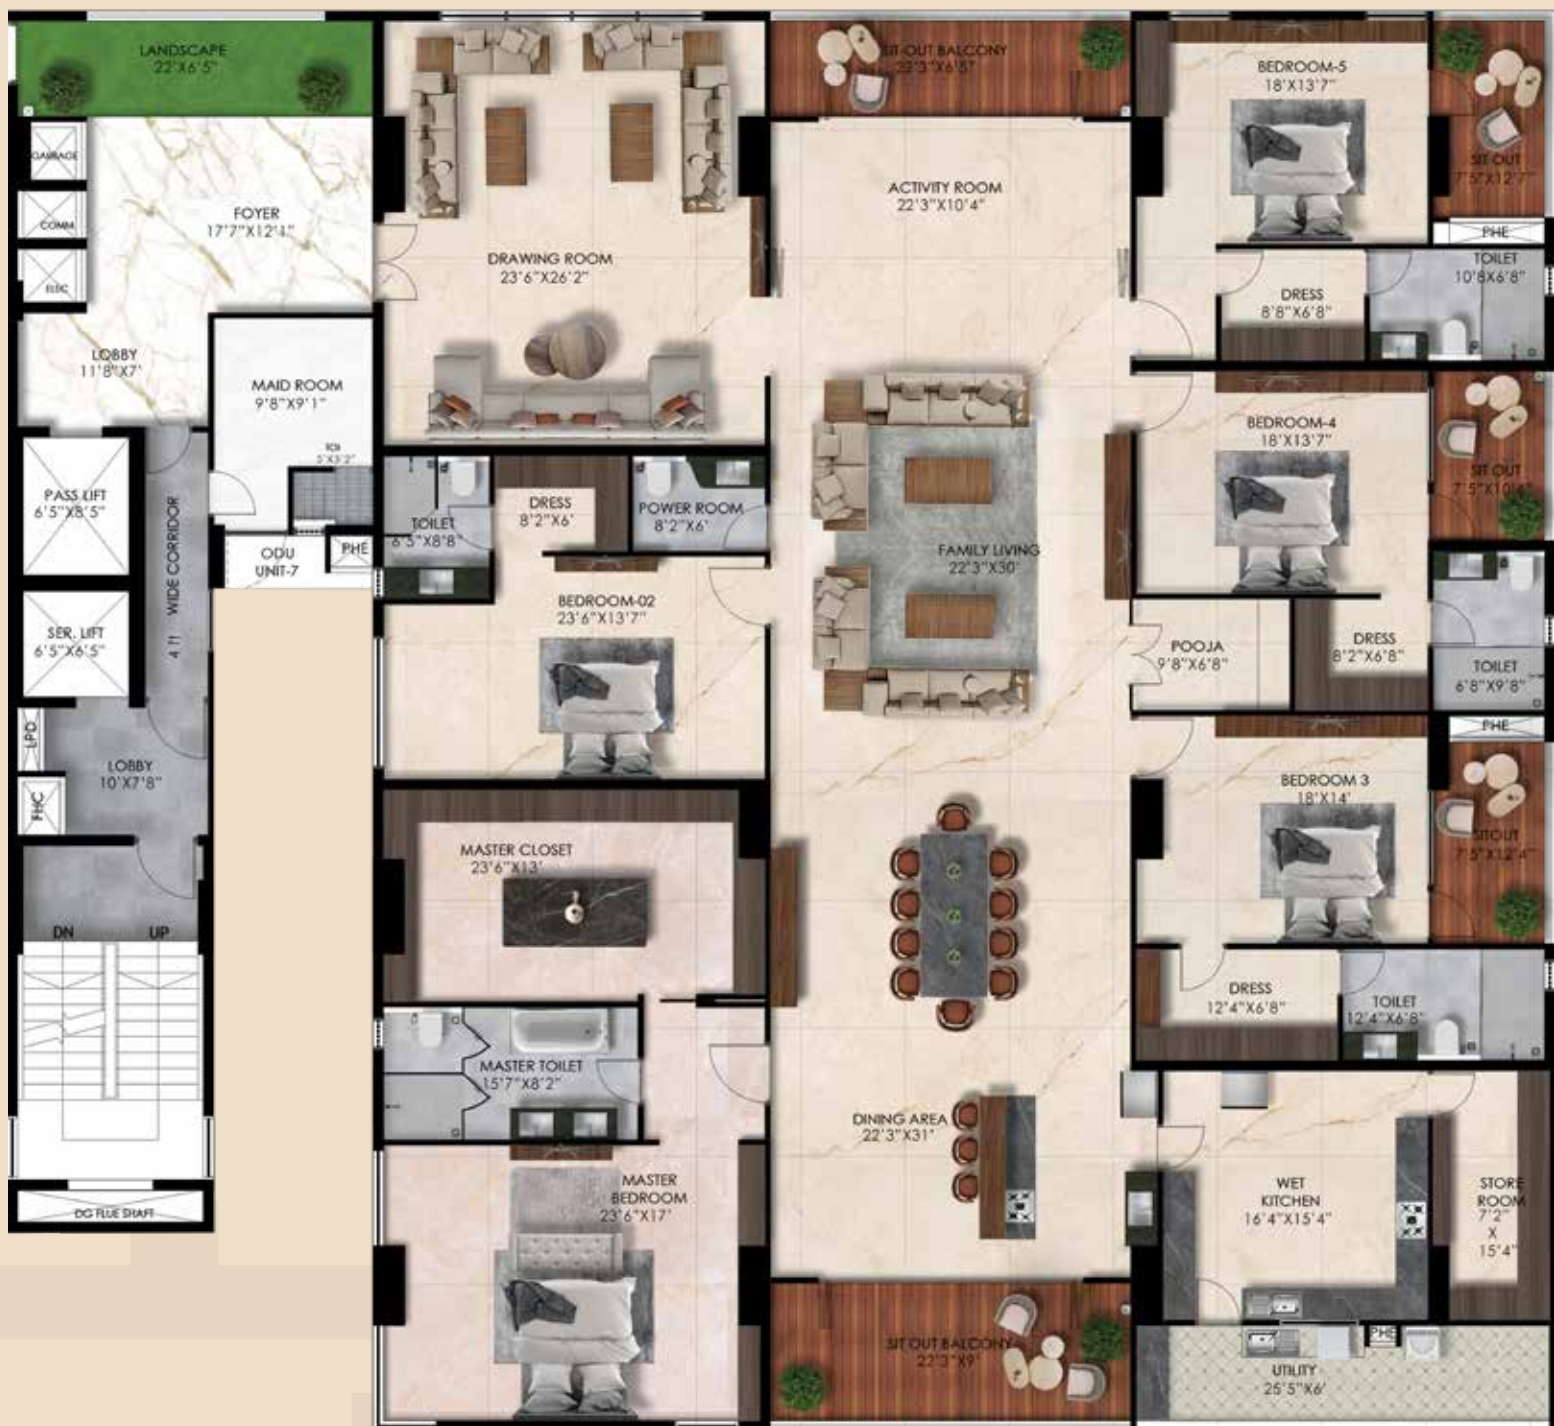 LANDSCAPE
22'X6'5"
GARBAGE
COMM
ELEC
FOYER
17'7"X12'1"
LOBBY
11'8"X7'
MAID ROOM
9'8"X9'1"
5'X3'2"
PASS LIFT
6'5"X8'5"
4 ft WIDE CORRIDOR
ODU
UNIT-7
PHE
SER. LIFT
6'5"X6'5"
LPD
FHC
LOBBY
10'X7'8"
DN
UP
DG FLUE SHAFT
DRAWING ROOM
23'6"X26'2"
TOILET
6'5"X8'8"
DRESS
8'2"X6'
POWER ROOM
8'2"X6'
BEDROOM-02
23'6"X13'7"
MASTER CLOSET
23'6"X13'
MASTER TOILET
15'7"X8'2"
MASTER
BEDROOM
23'6"X17'
SIT-OUT BALCONY
22'3"X6'5"
ACTIVITY ROOM
22'3"X10'4"
FAMILY LIVING
22'3"X30'
DINING AREA
22'3"X31'
SIT OUT BALCONY
22'3"X9'
BEDROOM-5
18'X13'7"
SIT OUT
7'5"X12'7"
PHE
TOILET
10'8X6'8"
DRESS
8'8"X6'8"
BEDROOM-4
18'X13'7"
SIT OUT
7'5"X10'4"
POOJA
9'8"X6'8"
DRESS
8'2"X6'8"
TOILET
6'8"X9'8"
PHE
BEDROOM 3
18'X14'
SITOUT
7'5"X12'4"
DRESS
12'4"X6'8"
TOILET
12'4"X6'8"
WET
KITCHEN
16'4"X15'4"
STORE
ROOM
7'2"
X
15'4"
PHE
UTILITY
25'5"X6'